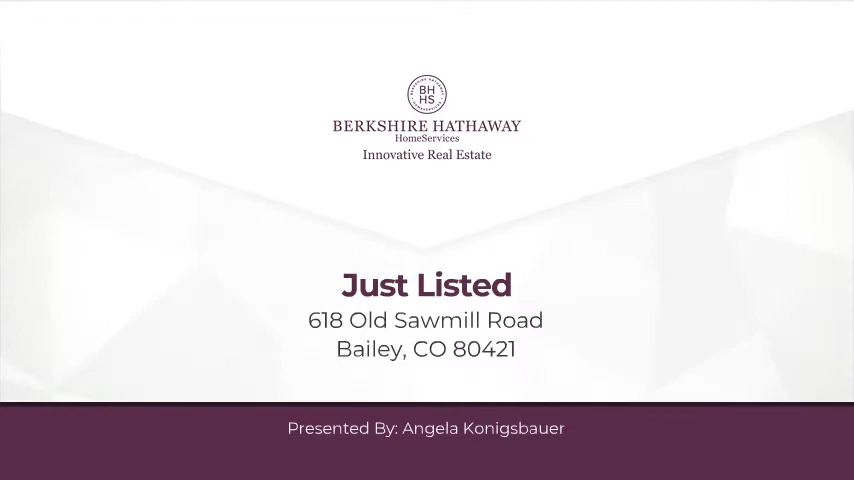 BH
HS
BERKSHIRE HATHAWAY
HomeServices
Innovative Real Estate
Just Listed
618 Old Sawmill Road
Bailey, CO 80421
Presented By: Angela Konigsbauer